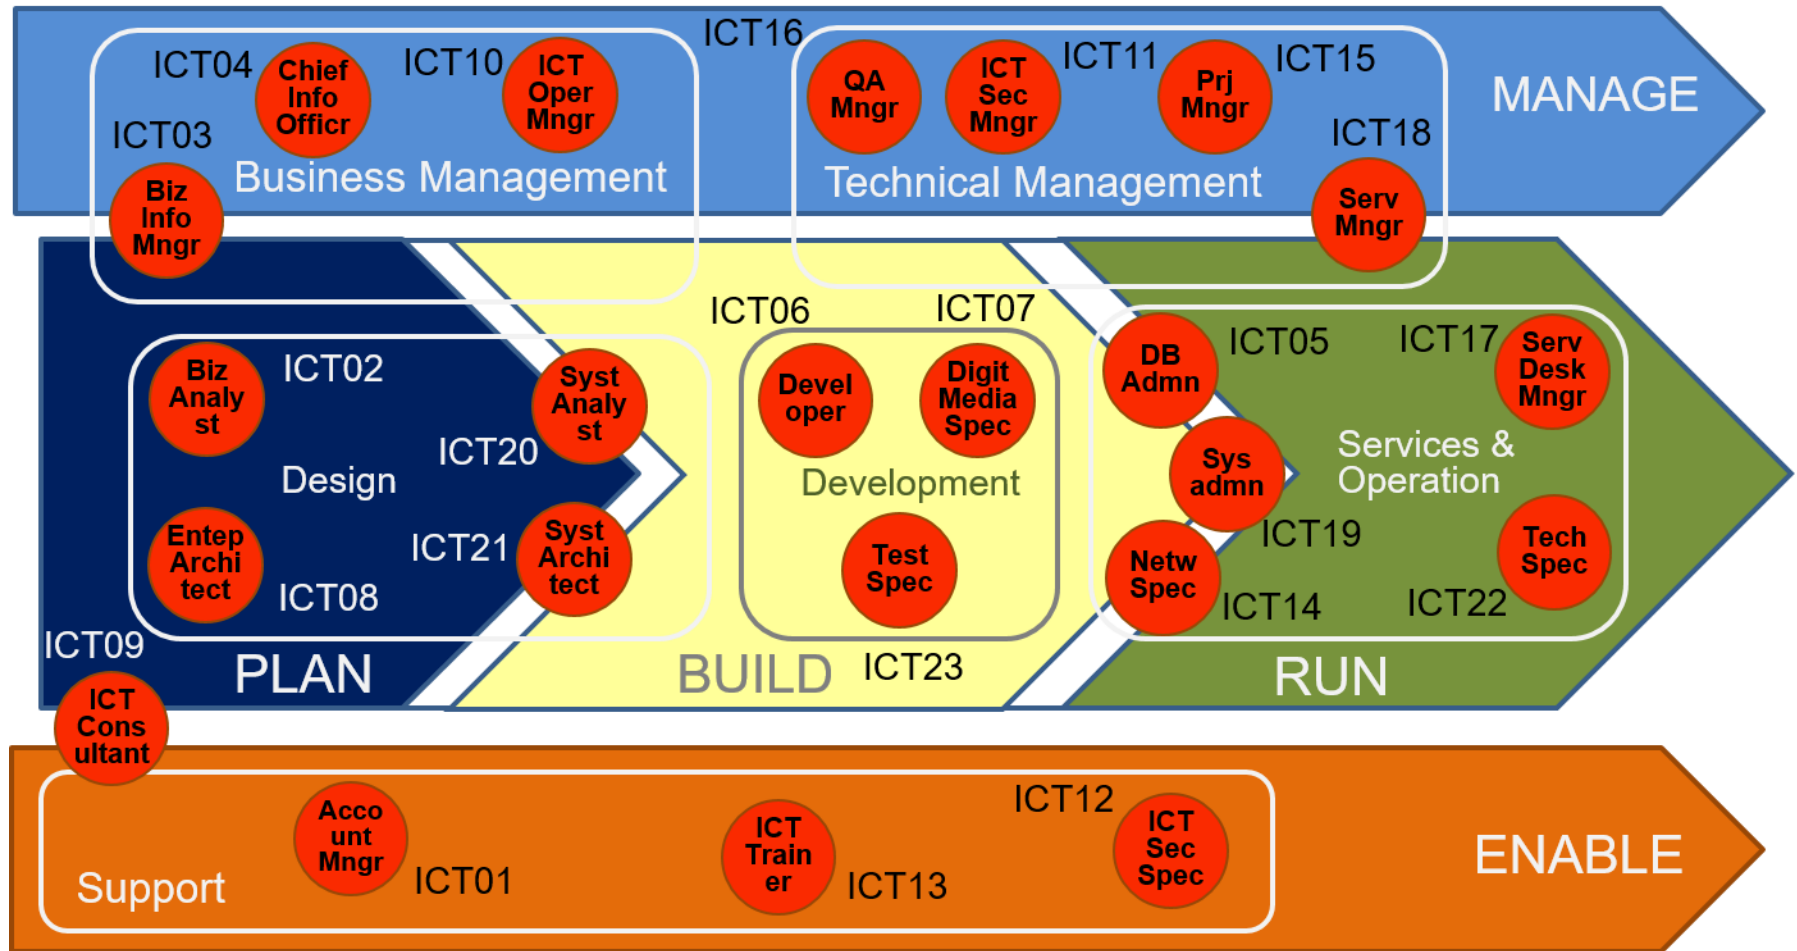 ICT16
ICT04
Chief
Info
Officr
ICT10
ICT
Oper
Mngr
QA
Mngr
ICT
Sec
Mngr
ICT11
Prj
Mngr
ICT15
MANAGE
ICT03
Biz
Info
Mngr
Business Management
Technical Management
ICT18
Serv
Mngr
ICT06
ICT07
Biz
Analy
st
ICT02
Syst
Analy
st
ICT20
Design
Entep
Archi
tect
ICT08
ICT21
Syst
Archi
tect
Devel
oper
Digit
Media
Spec
Development
Test
Spec
ICT23
DB
Admn
ICT05
ICT17
Serv
Desk
Mngr
Sys
admn
Services &
Operation
ICT19
Netw
Spec
ICT14
Tech
Spec
ICT22
ICT09
PLAN
BUILD
RUN
ICT
Cons
ultant
Acco
unt
Mngr
ICT01
ICT
Train
er
ICT13
ICT12
ICT
Sec
Spec
Support
ENABLE